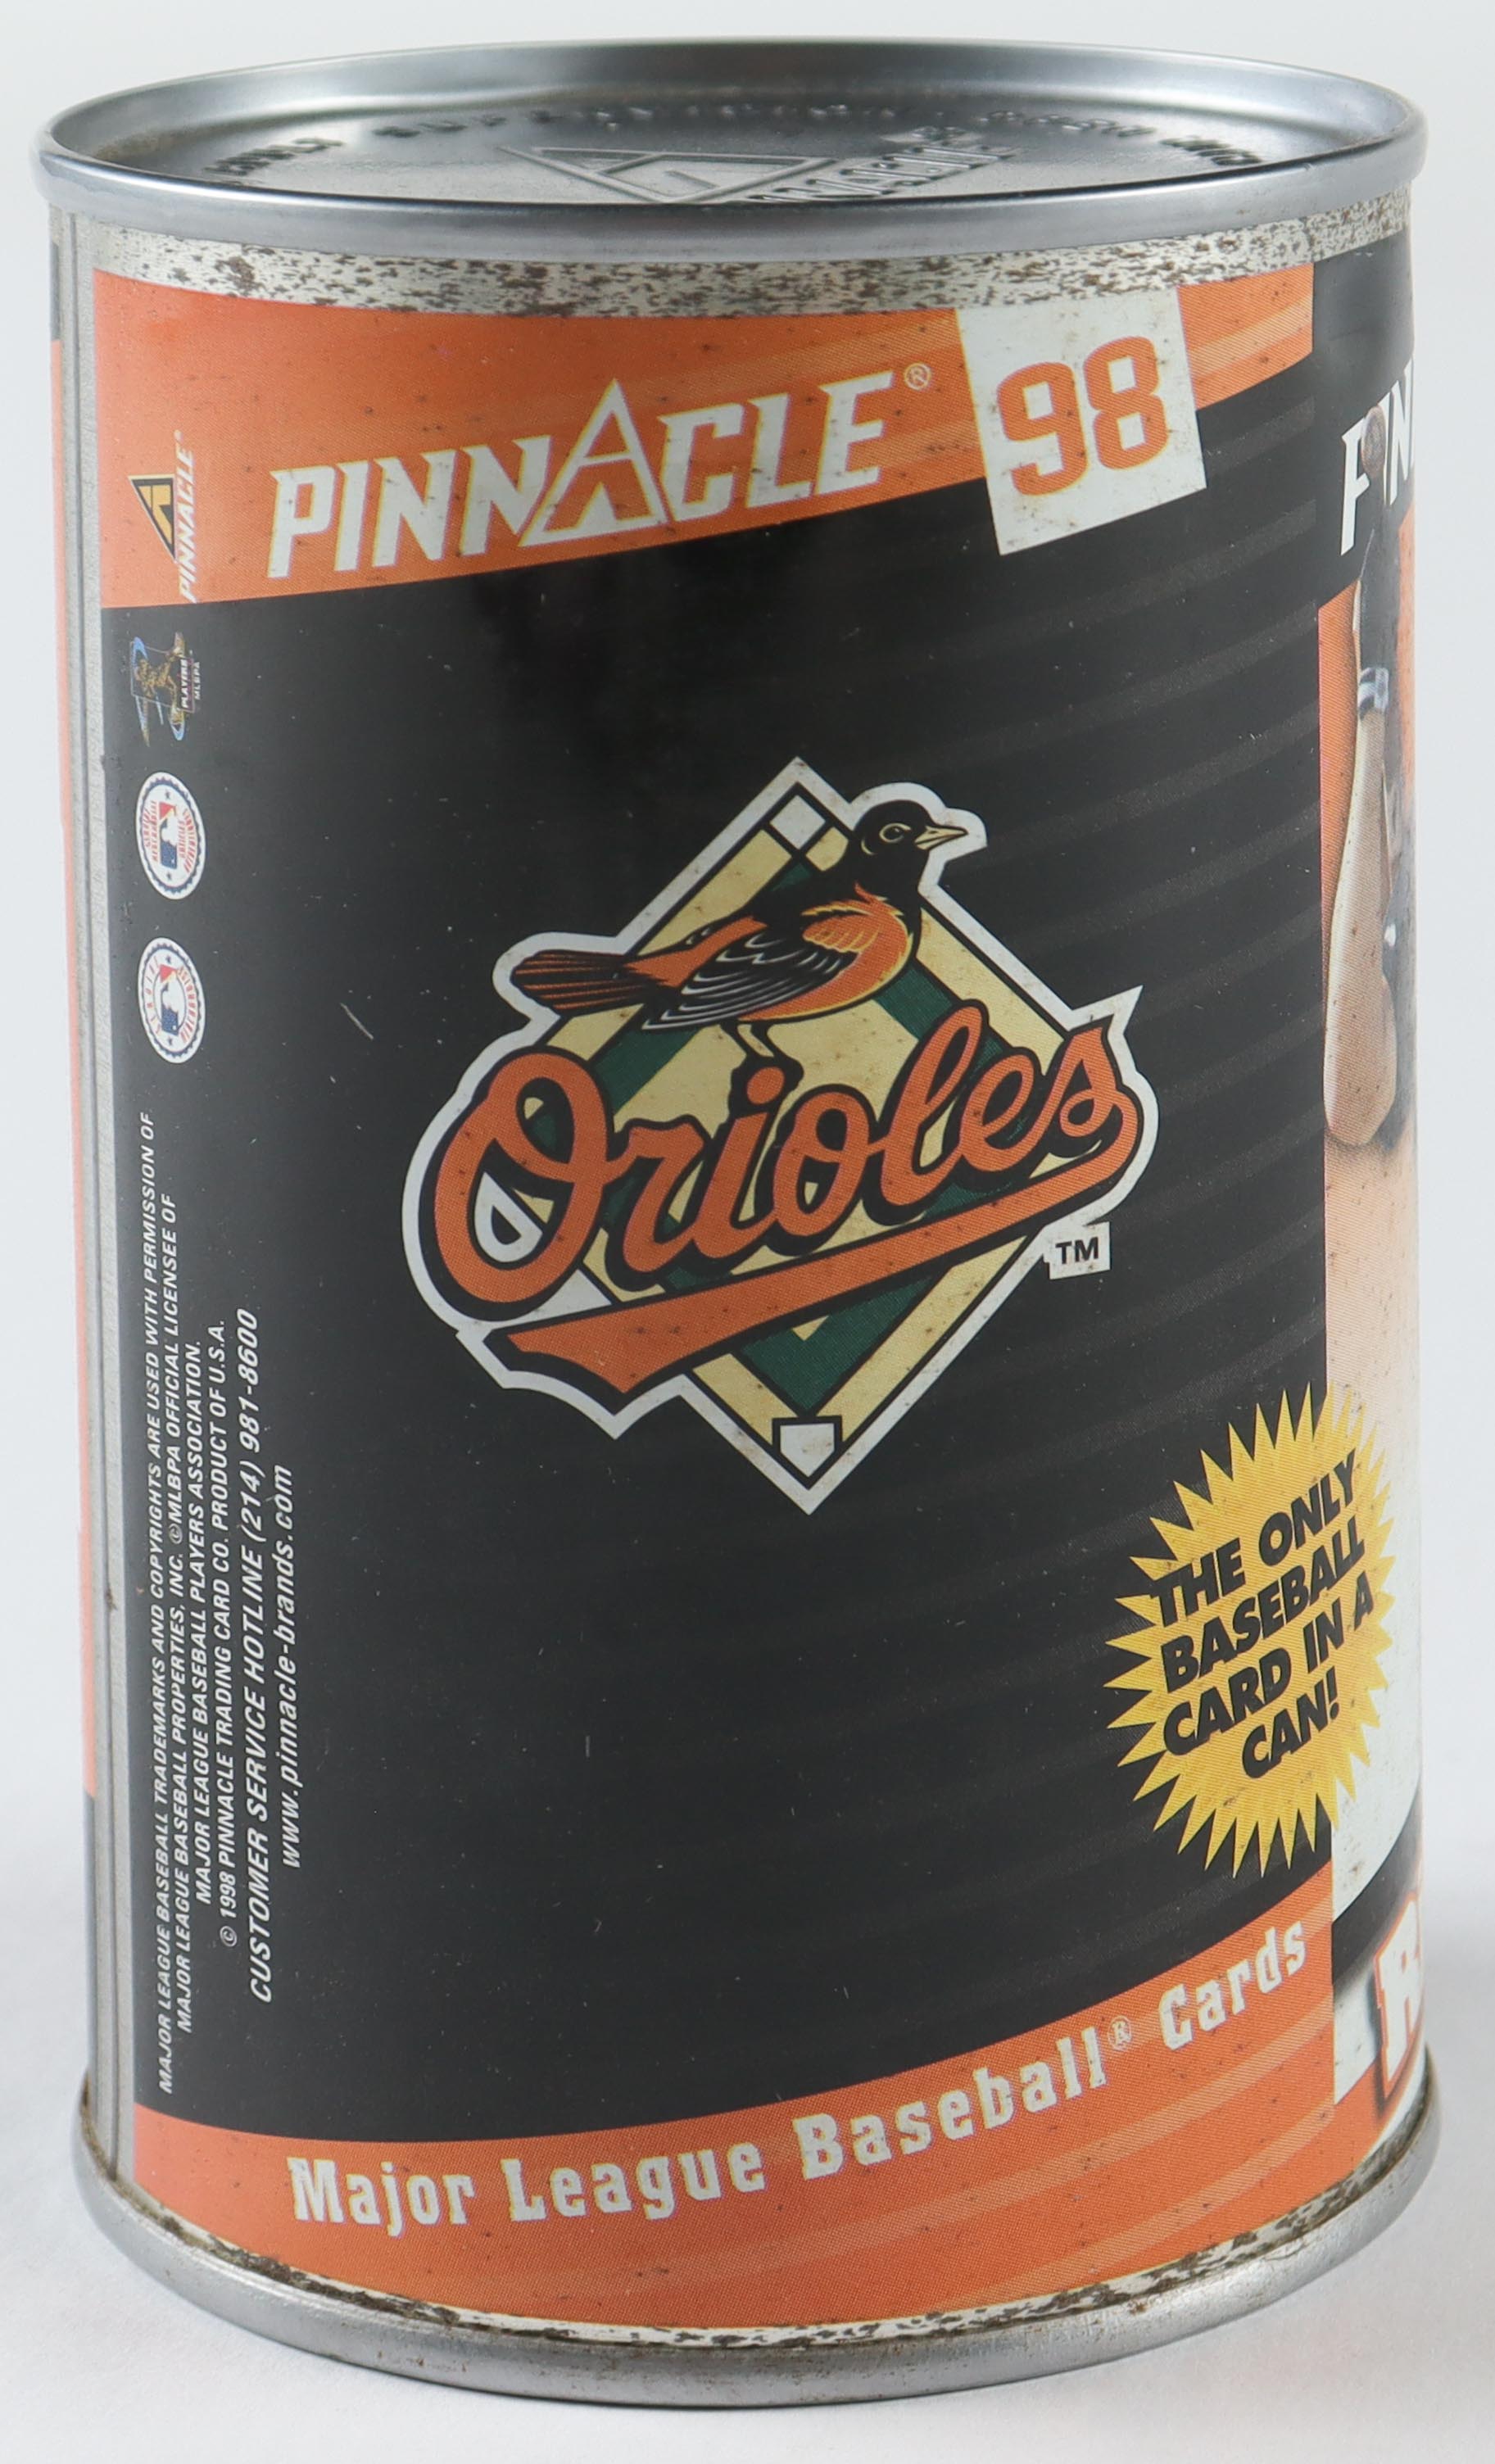 PINNACLE® 98
PINNACLE®
PLAYERS
MLBPA
Orioles
TM
THE ONLY
BASEBALL
CARD IN A
CAN!
Major League Baseball® Cards
MAJOR LEAGUE BASEBALL TRADEMARKS AND COPYRIGHTS ARE USED WITH PERMISSION OF
MAJOR LEAGUE BASEBALL PROPERTIES, INC. ©MLBPA OFFICIAL LICENSEE OF
MAJOR LEAGUE BASEBALL PLAYERS ASSOCIATION.
© 1998 PINNACLE TRADING CARD CO. PRODUCT OF U.S.A.
CUSTOMER SERVICE HOTLINE (214) 981-8600
www.pinnacle-brands.com